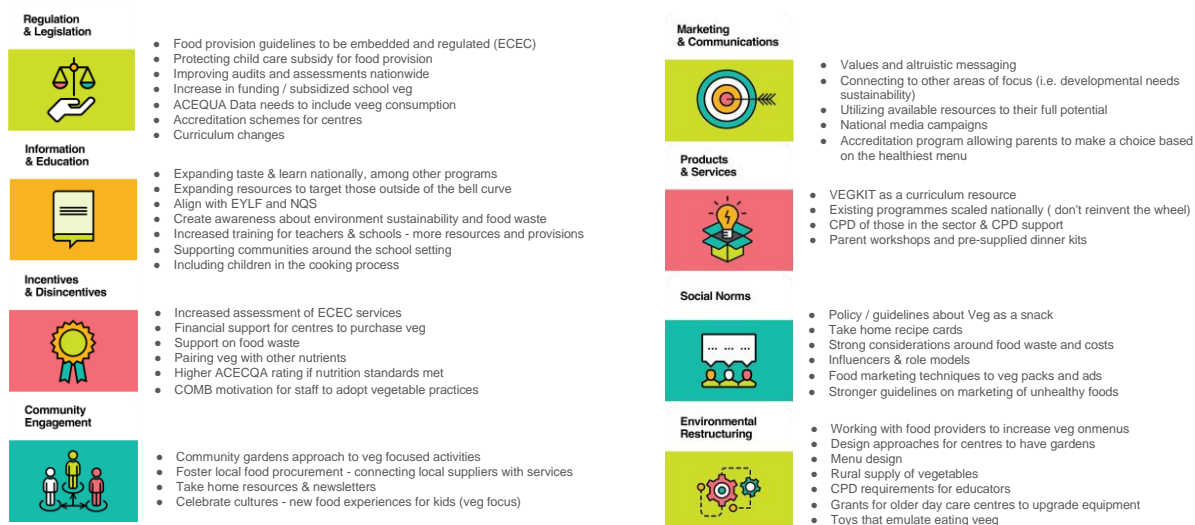 Regulation
& Legislation
● Food provision guidelines to be embedded and regulated (ECEC)
● Protecting child care subsidy for food provision
● Improving audits and assessments nationwide
● Increase in funding / subsidized school veg
● ACEQUA Data needs to include veeg consumption
● Accreditation schemes for centres
● Curriculum changes
Information
& Education
● Expanding taste & learn nationally, among other programs
● Expanding resources to target those outside of the bell curve
● Align with EYLF and NQS
● Create awareness about environment sustainability and food waste
● Increased training for teachers & schools - more resources and provisions
● Supporting communities around the school setting
● Including children in the cooking process
Incentives
& Disincentives
● Increased assessment of ECEC services
● Financial support for centres to purchase veg
● Support on food waste
● Pairing veg with other nutrients
● Higher ACECQA rating if nutrition standards met
● COMB motivation for staff to adopt vegetable practices
Community
Engagement
● Community gardens approach to veg focused activities
● Foster local food procurement - connecting local suppliers with services
● Take home resources & newsletters
● Celebrate cultures - new food experiences for kids (veg focus)
Marketing
& Communications
● Values and altruistic messaging
● Connecting to other areas of focus (i.e. developmental needs
sustainability)
● Utilizing available resources to their full potential
● National media campaigns
● Accreditation program allowing parents to make a choice based
on the healthiest menu
Products
& Services
● VEGKIT as a curriculum resource
● Existing programmes scaled nationally ( don't reinvent the wheel)
● CPD of those in the sector & CPD support
● Parent workshops and pre-supplied dinner kits
Social Norms
● Policy / guidelines about Veg as a snack
● Take home recipe cards
● Strong considerations around food waste and costs
● Influencers & role models
● Food marketing techniques to veg packs and ads
● Stronger guidelines on marketing of unhealthy foods
Environmental
Restructuring
● Working with food providers to increase veg onmenus
● Design approaches for centres to have gardens
● Menu design
● Rural supply of vegetables
● CPD requirements for educators
● Grants for older day care centres to upgrade equipment
● Toys that emulate eating veeg